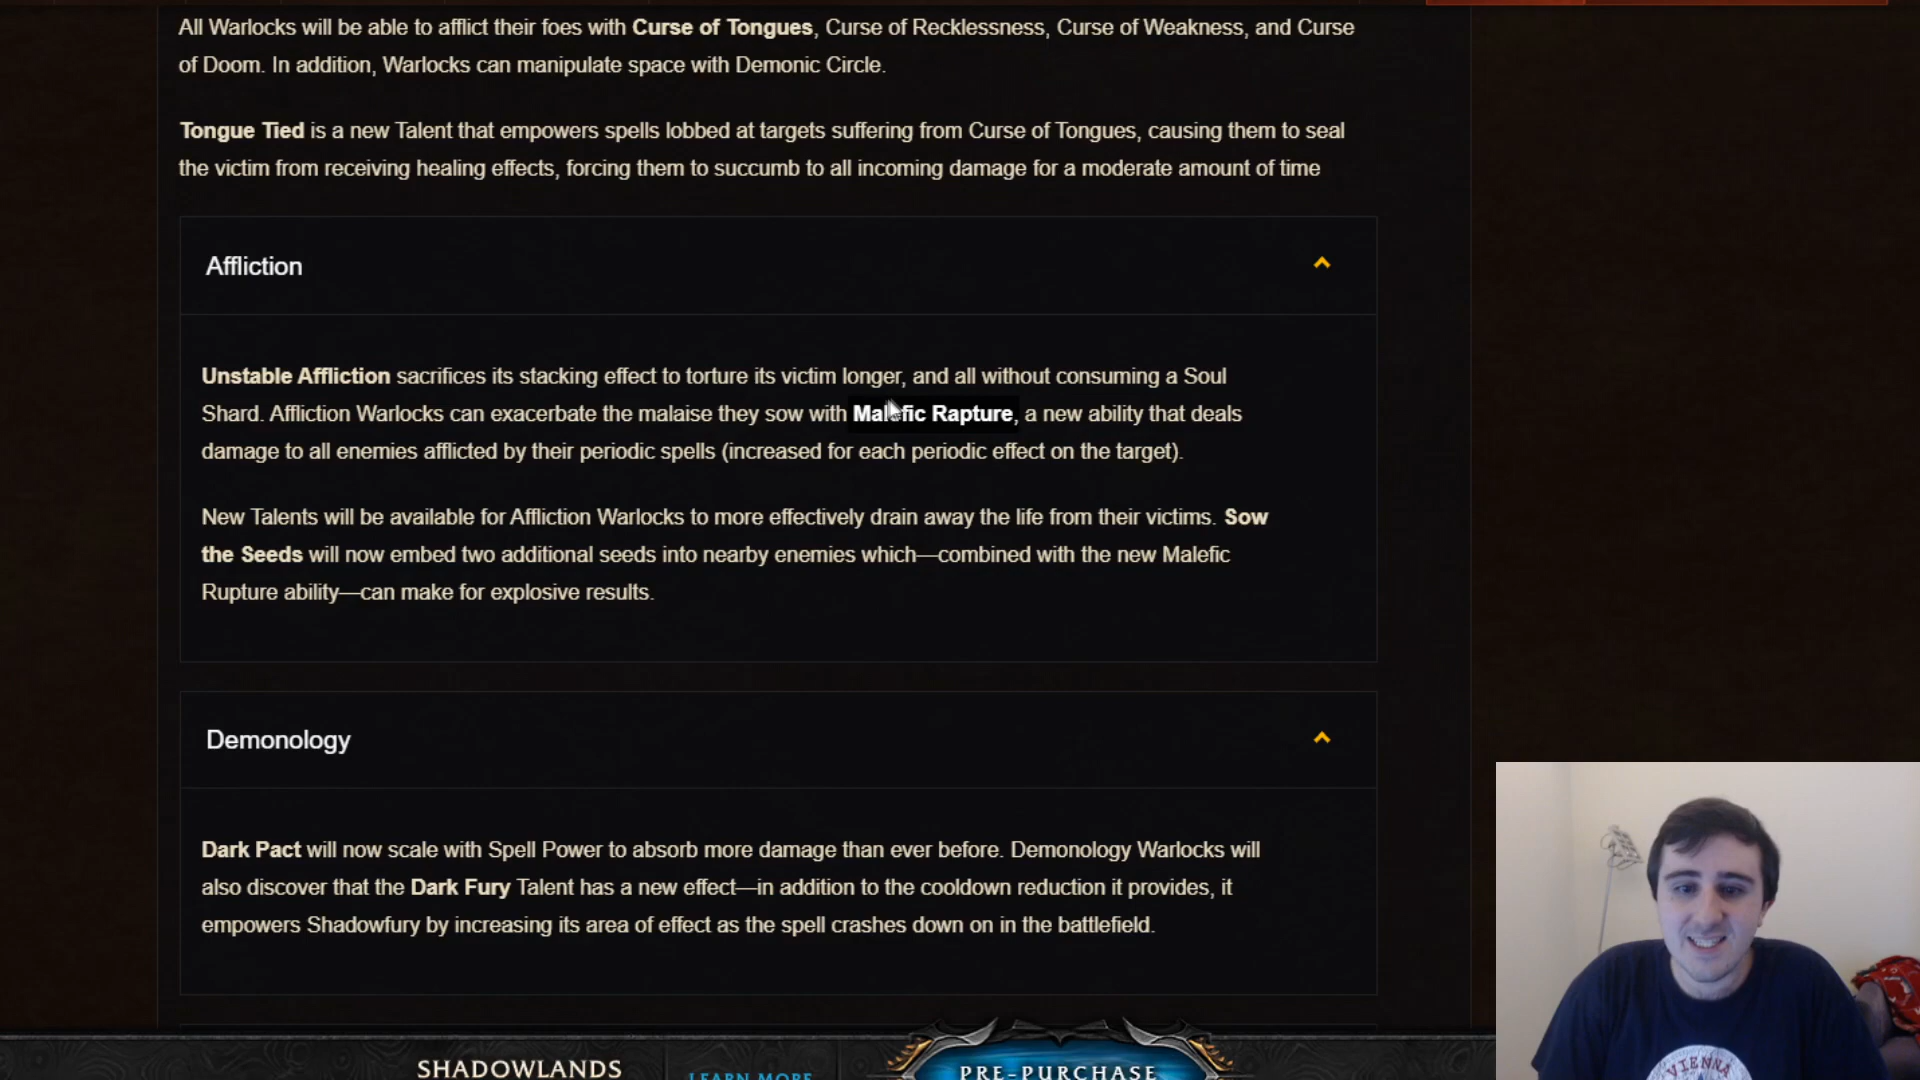 All Warlocks will be able to afflict their foes with Curse of Tongues, Curse of Recklessness, Curse of Weakness, and Curse
of Doom. In addition, Warlocks can manipulate space with Demonic Circle.
Tongue Tied is a new Talent that empowers spells lobbed at targets suffering from Curse of Tongues, causing them to seal
the victim from receiving healing effects, forcing them to succumb to all incoming damage for a moderate amount of time
Affliction
Unstable Affliction sacrifices its stacking effect to torture its victim longer, and all without consuming a Soul
Shard. Affliction Warlocks can exacerbate the malaise they sow with Malefic Rapture, a new ability that deals
damage to all enemies afflicted by their periodic spells (increased for each periodic effect on the target).
New Talents will be available for Affliction Warlocks to more effectively drain away the life from their victims. Sow
the Seeds will now embed two additional seeds into nearby enemies which—combined with the new Malefic
Rupture ability—can make for explosive results.
Demonology
Dark Pact will now scale with Spell Power to absorb more damage than ever before. Demonology Warlocks will
also discover that the Dark Fury Talent has a new effect—in addition to the cooldown reduction it provides, it
empowers Shadowfury by increasing its area of effect as the spell crashes down on in the battlefield.
SHADOWLANDS
LEARN MORE
PRE-PURCHASE
VIENNA